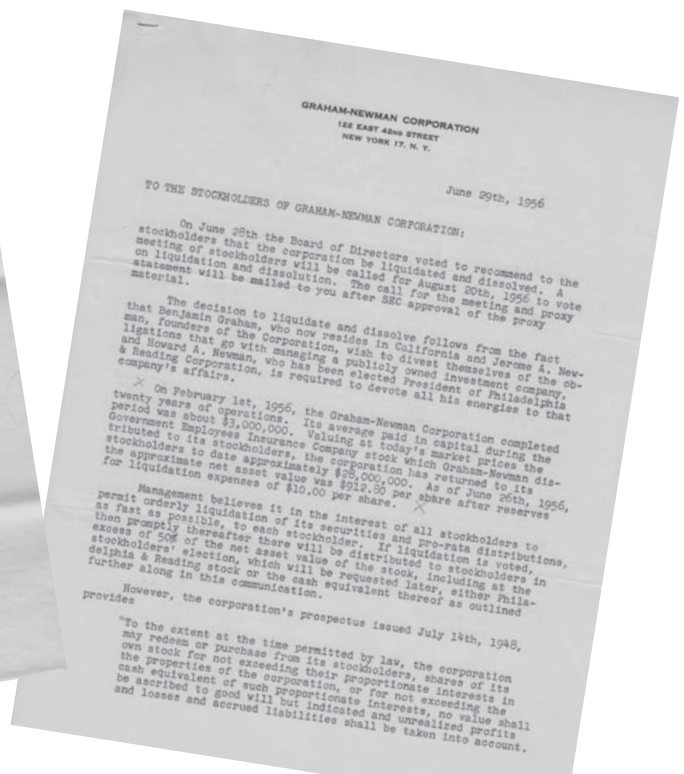 GRAHAM-NEWMAN CORPORATION
122 EAST 42ND STREET
NEW YORK 17, N. Y.
June 29th, 1956
TO THE STOCKHOLDERS OF GRAHAM-NEWMAN CORPORATION:
On June 28th the Board of Directors voted to recommend to the
stockholders that the corporation be liquidated and dissolved. A
meeting of stockholders will be called for August 20th, 1956 to vote
on liquidation and dissolution. The call for the meeting and proxy
statement will be mailed to you after SEC approval of the proxy
material.
The decision to liquidate and dissolve follows from the fact
that Benjamin Graham, who now resides in California and Jerome A. New-
man, founders of the Corporation, wish to divest themselves of the ob-
ligations that go with managing a publicly owned investment company,
and Howard A. Newman, who has been elected President of Philadelphia
& Reading Corporation, is required to devote all his energies to that
company's affairs.
On February 1st, 1956, the Graham-Newman Corporation completed
twenty years of operations. Its average paid in capital during the
period was about $3,000,000. Valuing at today's market prices the
Government Employees Insurance Company stock which Graham-Newman dis-
tributed to its stockholders, the corporation has returned to its
stockholders to date approximately $28,000,000. As of June 26th, 1956,
the approximate net asset value was $912.80 per share after reserves
for liquidation expenses of $10.00 per share.
Management believes it in the interest of all stockholders to
permit orderly liquidation of its securities and pro-rata distributions,
as fast as possible, to each stockholder. If liquidation is voted,
then promptly thereafter there will be distributed to stockholders in
excess of 50% of the net asset value of the stock, including at the
stockholders' election, which will be requested later, either Phila-
delphia & Reading stock or the cash equivalent thereof as outlined
further along in this communication.
However, the corporation's prospectus issued July 14th, 1948,
provides
"To the extent at the time permitted by law, the corporation
may redeem or purchase from its stockholders, shares of its
own stock for not exceeding their proportionate interests in
the properties of the corporation, or for not exceeding the
cash equivalent of such proportionate interests, no value shall
be ascribed to good will but indicated and unrealized profits
and losses and accrued liabilities shall be taken into account.